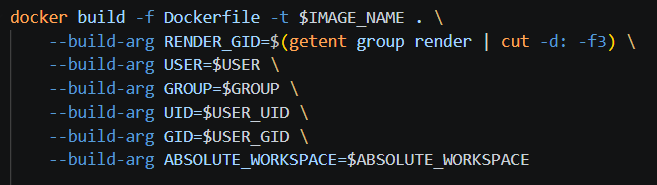 docker build -f Dockerfile -t $IMAGE_NAME . \
--build-arg RENDER_GID=$(getent group render | cut -d: -f3) \
--build-arg USER=$USER \
--build-arg GROUP=$GROUP \
--build-arg UID=$USER_UID \
--build-arg GID=$USER_GID \
--build-arg ABSOLUTE_WORKSPACE=$ABSOLUTE_WORKSPACE